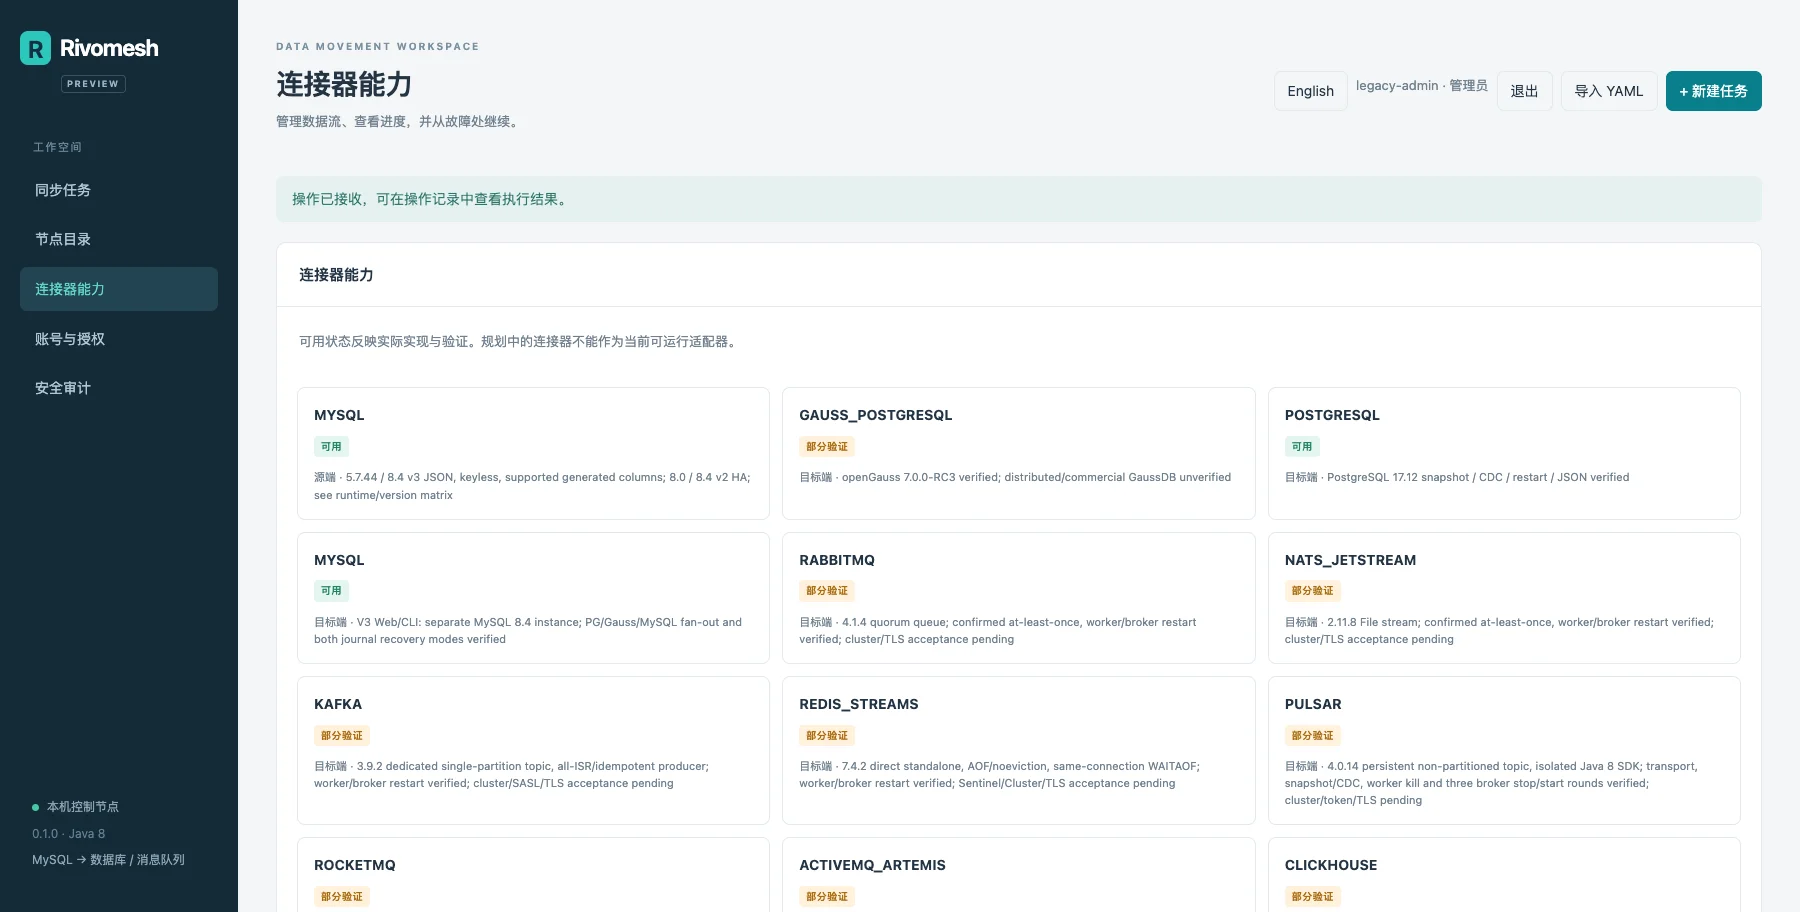 R Rivomesh
PREVIEW
工作空间
同步任务
节点目录
连接器能力
账号与授权
安全审计
本机控制节点
0.1.0 · Java 8
MySQL → 数据库 / 消息队列
DATA MOVEMENT WORKSPACE
连接器能力
管理数据流、查看进度，并从故障处继续。
English
legacy-admin · 管理员
退出
导入 YAML
+ 新建任务
操作已接收，可在操作记录中查看执行结果。
连接器能力
可用状态反映实际实现与验证。规划中的连接器不能作为当前可运行适配器。
MYSQL
可用
源端 · 5.7.44 / 8.4 v3 JSON, keyless, supported generated columns; 8.0 / 8.4 v2 HA;
see runtime/version matrix
GAUSS_POSTGRESQL
部分验证
目标端 · openGauss 7.0.0-RC3 verified; distributed/commercial GaussDB unverified
POSTGRESQL
可用
目标端 · PostgreSQL 17.12 snapshot / CDC / restart / JSON verified
MYSQL
可用
目标端 · V3 Web/CLI: separate MySQL 8.4 instance; PG/Gauss/MySQL fan-out and
both journal recovery modes verified
RABBITMQ
部分验证
目标端 · 4.1.4 quorum queue; confirmed at-least-once, worker/broker restart
verified; cluster/TLS acceptance pending
NATS_JETSTREAM
部分验证
目标端 · 2.11.8 File stream; confirmed at-least-once, worker/broker restart verified;
cluster/TLS acceptance pending
KAFKA
部分验证
目标端 · 3.9.2 dedicated single-partition topic, all-ISR/idempotent producer;
worker/broker restart verified; cluster/SASL/TLS acceptance pending
REDIS_STREAMS
部分验证
目标端 · 7.4.2 direct standalone, AOF/noeviction, same-connection WAITAOF;
worker/broker restart verified; Sentinel/Cluster/TLS acceptance pending
PULSAR
部分验证
目标端 · 4.0.14 persistent non-partitioned topic, isolated Java 8 SDK; transport,
snapshot/CDC, worker kill and three broker stop/start rounds verified;
cluster/token/TLS pending
ROCKETMQ
部分验证
ACTIVEMQ_ARTEMIS
部分验证
CLICKHOUSE
部分验证